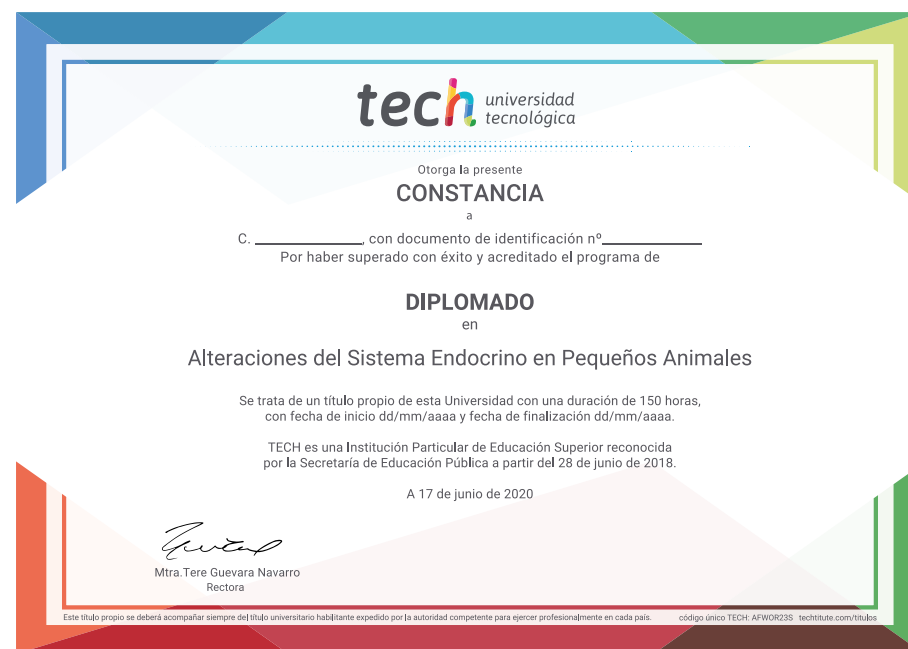 tech universidad
tecnológica
Otorga la presente
CONSTANCIA
a
C. ____________, con documento de identificación nº____________
Por haber superado con éxito y acreditado el programa de
DIPLOMADO
en
Alteraciones del Sistema Endocrino en Pequeños Animales
Se trata de un título propio de esta Universidad con una duración de 150 horas,
con fecha de inicio dd/mm/aaaa y fecha de finalización dd/mm/aaaa.
TECH es una Institución Particular de Educación Superior reconocida
por la Secretaría de Educación Pública a partir del 28 de junio de 2018.
A 17 de junio de 2020
Mtra.Tere Guevara Navarro
Rectora
Este título propio se deberá acompañar siempre del título universitario habilitante expedido por la autoridad competente para ejercer profesionalmente en cada país. código único TECH: AFWOR23S techtitute.com/titulos